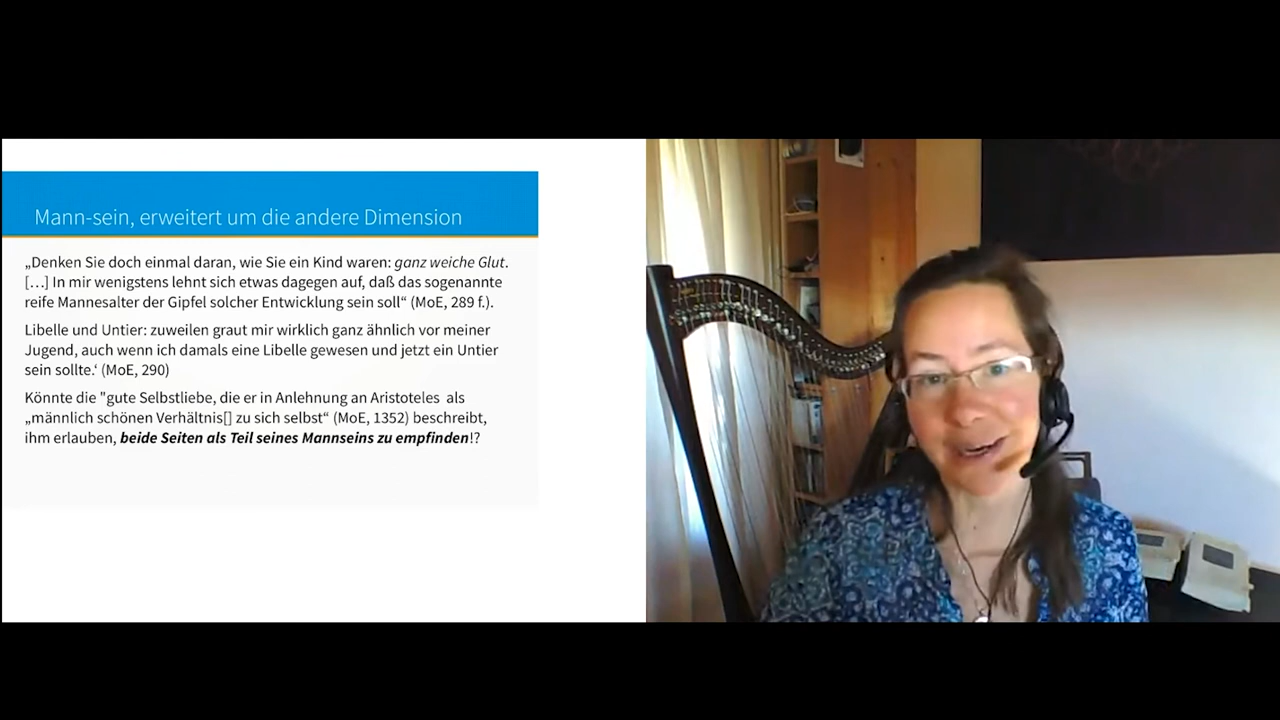 Mann-sein, erweitert um die andere Dimension
„Denken Sie doch einmal daran, wie Sie ein Kind waren: ganz weiche Glut.
[…] In mir wenigstens lehnt sich etwas dagegen auf, daß das sogenannte
reife Mannesalter der Gipfel solcher Entwicklung sein soll“ (MoE, 289 f.).
Libelle und Untier: zuweilen graut mir wirklich ganz ähnlich vor meiner
Jugend, auch wenn ich damals eine Libelle gewesen und jetzt ein Untier
sein sollte.‘ (MoE, 290)
Könnte die "gute Selbstliebe, die er in Anlehnung an Aristoteles als
„männlich schönen Verhältnis[] zu sich selbst“ (MoE, 1352) beschreibt,
ihm erlauben, beide Seiten als Teil seines Mannseins zu empfinden!?